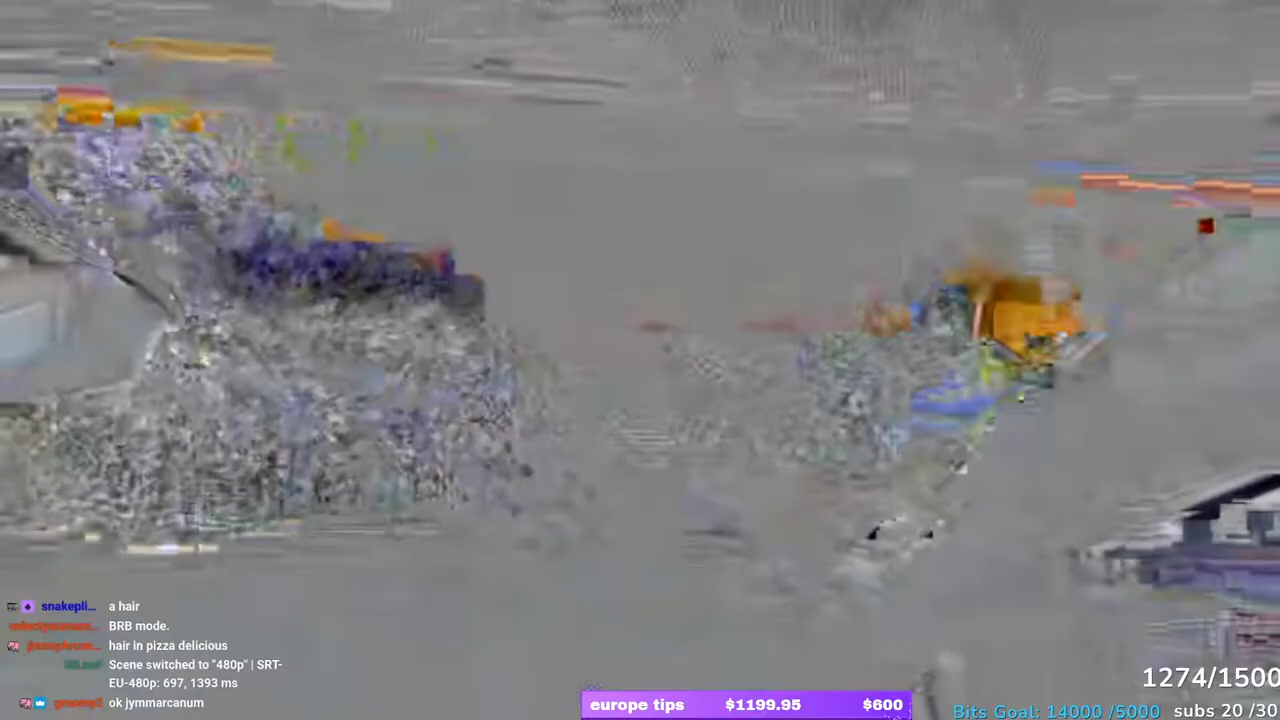 snakepli... a hair
BRB mode.
hair in pizza delicious
Scene switched to "480p" | SRT-
EU-480p: 697, 1393 ms
ok jymmarcanum
1274/1500
europe tips $1199.95 $600
Bits Goal: 14000 /5000 subs 20 /30